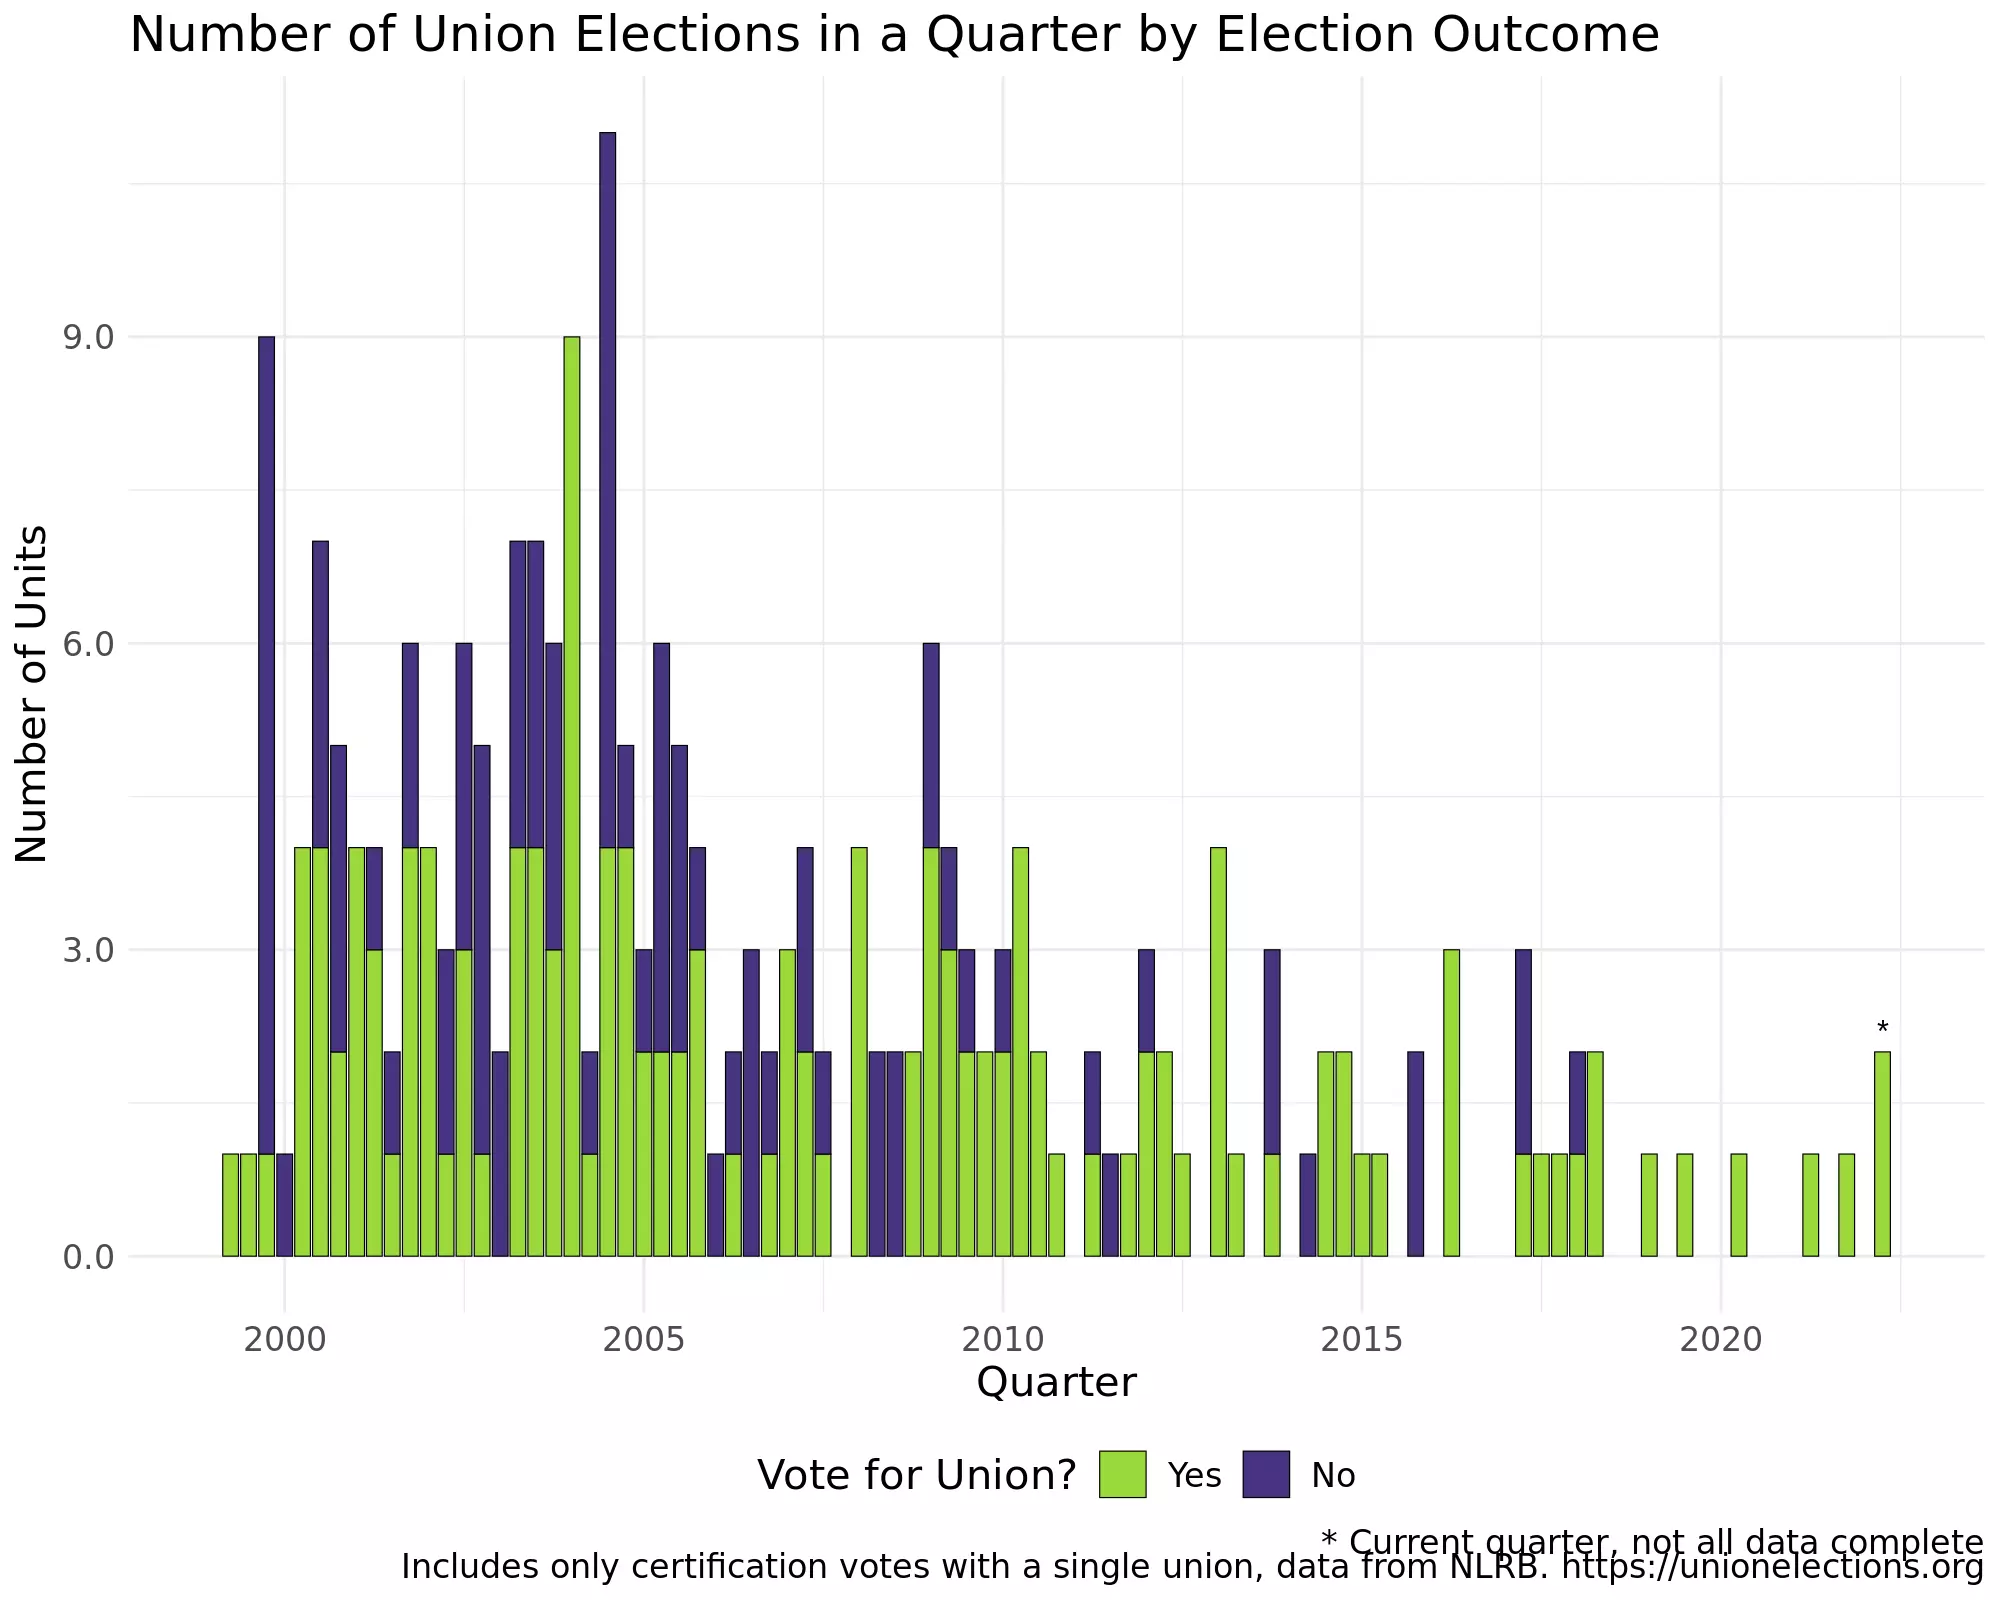 Number of Union Elections in a Quarter by Election Outcome
Number of Units
9.0
6.0
3.0
0.0
*
2000 2005 2010 2015 2020
Quarter
Vote for Union? Yes No
* Current quarter, not all data complete
Includes only certification votes with a single union, data from NLRB. https://unionelections.org